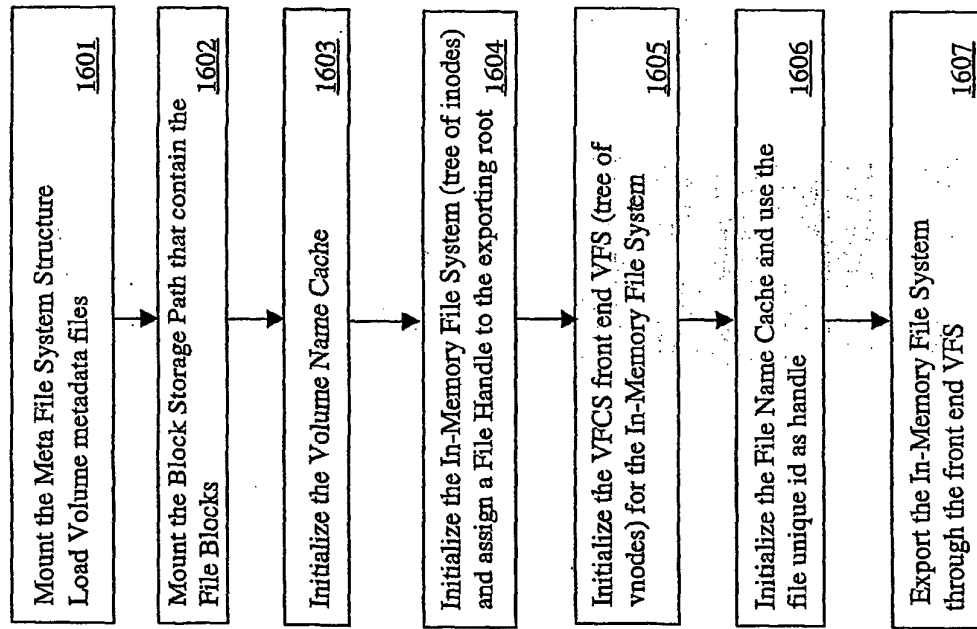 Mount the Meta File System Structure
Load Volume metadata files
1601
Mount the Block Storage Path that contain the
File Blocks
1602
Initialize the Volume Name Cache
1603
Initialize the In-Memory File System (tree of inodes)
and assign a File Handle to the exporting root
1604
Initialize the VFCS front end VFS (tree of
vnodes) for the In-Memory File System
1605
Initialize the File Name Cache and use the
file unique id as handle
1606
Export the In-Memory File System
through the front end VFS
1607